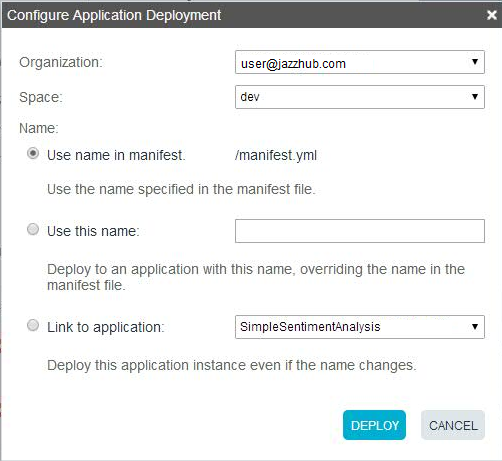 Configure Application Deployment
Organization: user@jazzhub.com
Space: dev
Name:
Use name in manifest. /manifest.yml
Use the name specified in the manifest file.
Use this name:
Deploy to an application with this name, overriding the name in the
manifest file.
Link to application: SimpleSentimentAnalysis
Deploy this application instance even if the name changes.
DEPLOY CANCEL